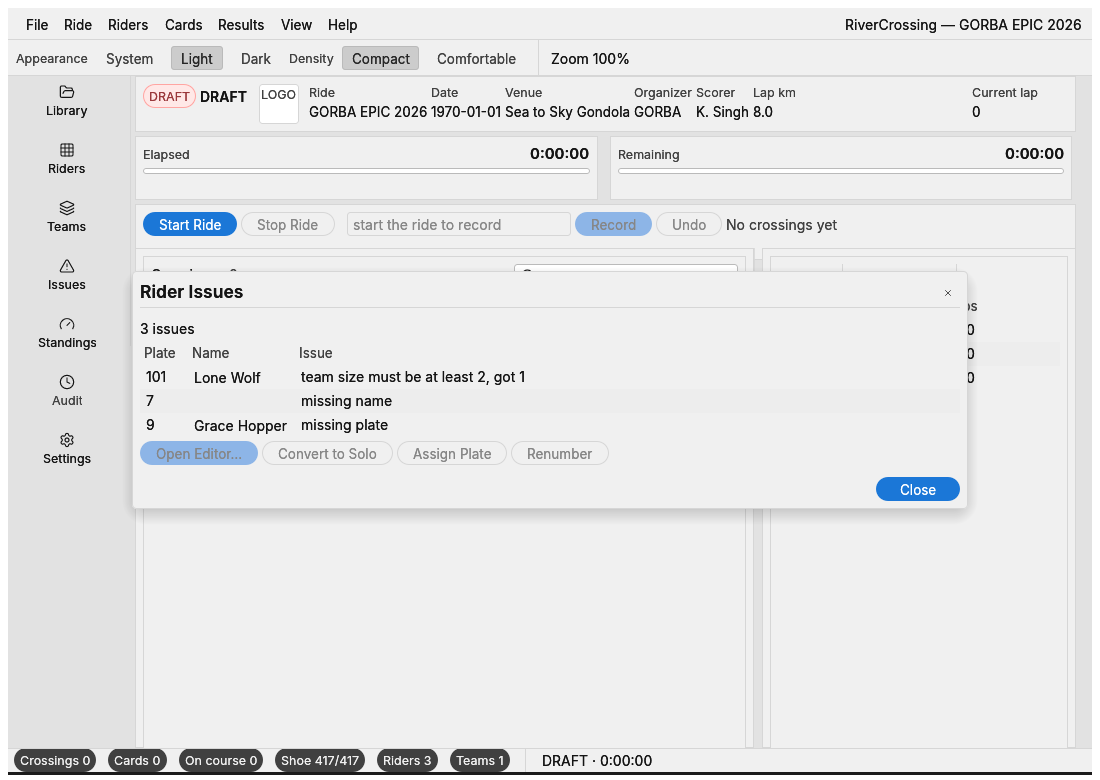 File Ride Riders Cards Results View Help RiverCrossing — GORBA EPIC 2026
Appearance System Light Dark Density Compact Comfortable Zoom 100%
Library
Riders
Teams
Issues
Standings
Audit
Settings
DRAFT DRAFT LOGO
Ride Date Venue Organizer Scorer Lap km Current lap
GORBA EPIC 2026 1970-01-01 Sea to Sky Gondola GORBA K. Singh 8.0 0
Elapsed 0:00:00 Remaining 0:00:00
Start Ride Stop Ride start the ride to record Record Undo No crossings yet
Rider Issues ×
3 issues
Plate Name Issue
101 Lone Wolf team size must be at least 2, got 1
7 missing name
9 Grace Hopper missing plate
Open Editor... Convert to Solo Assign Plate Renumber
Close
0
0
0
Crossings 0 Cards 0 On course 0 Shoe 417/417 Riders 3 Teams 1 DRAFT · 0:00:00